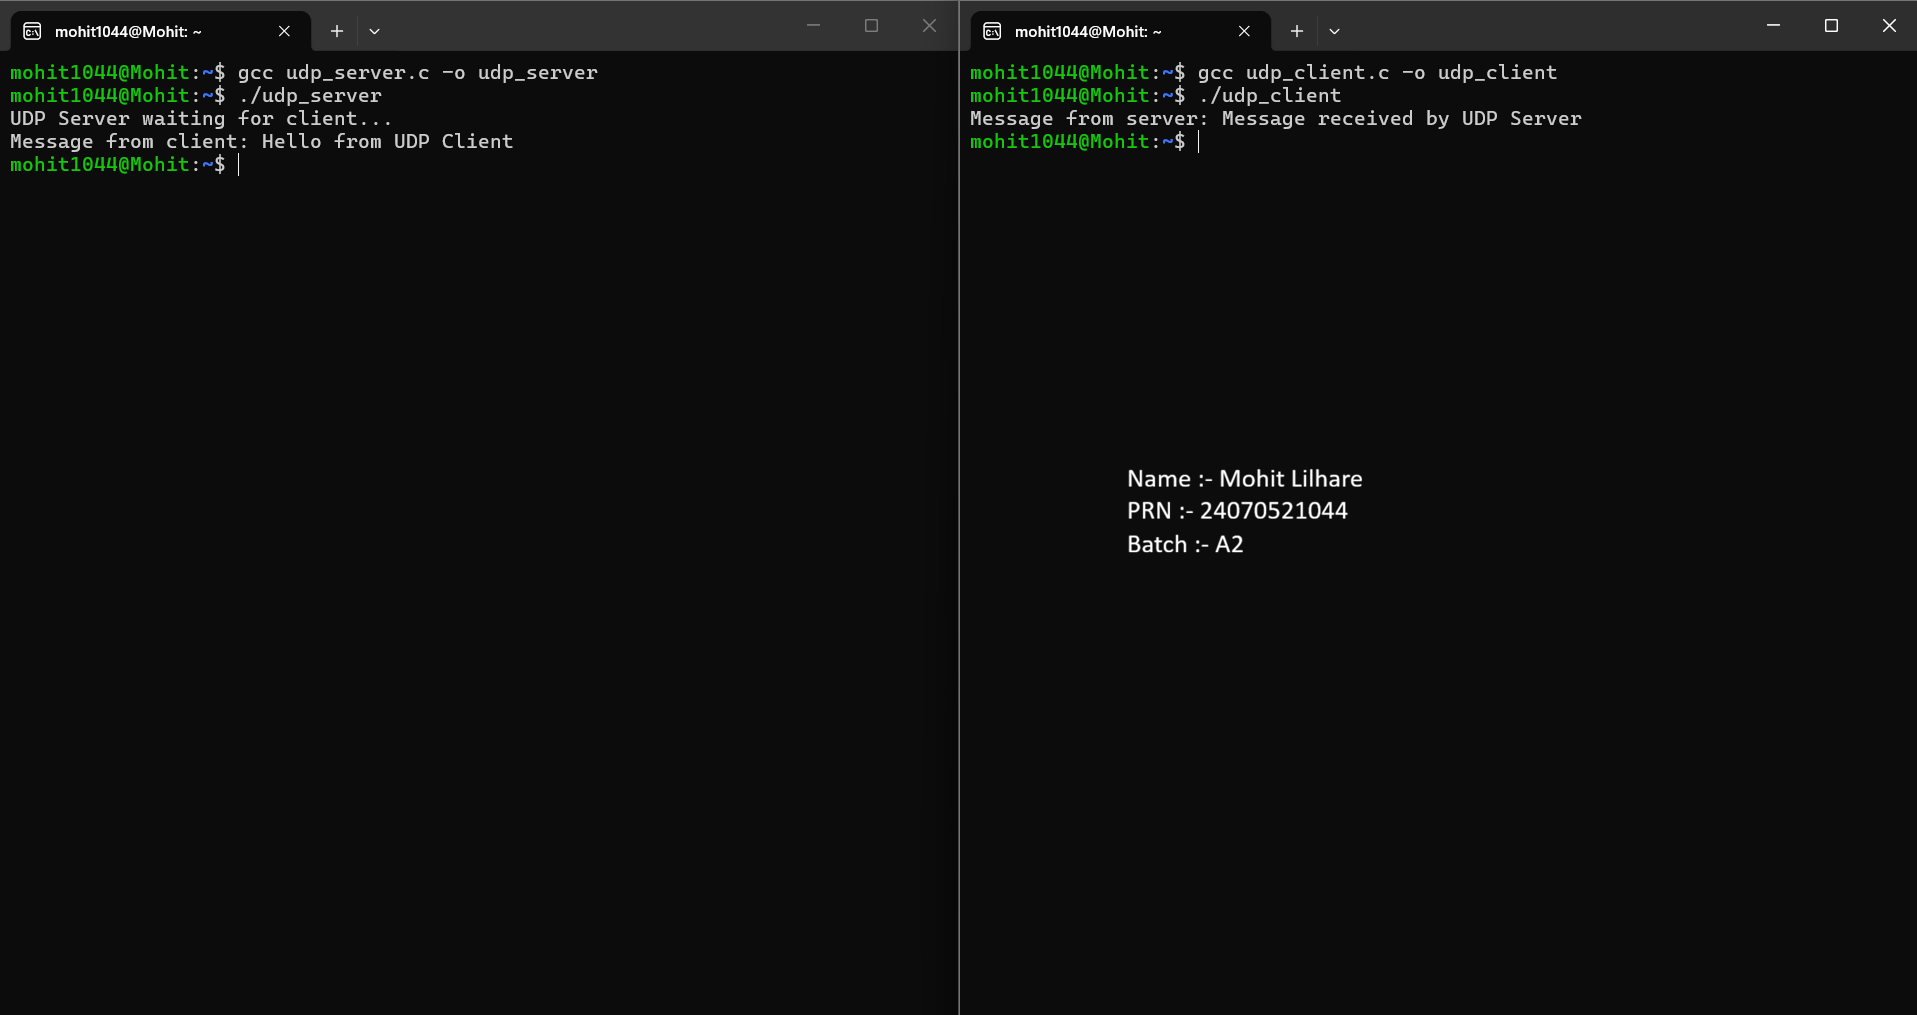 mohit1044@Mohit: ~
mohit1044@Mohit:~$ gcc udp_server.c -o udp_server
mohit1044@Mohit:~$ ./udp_server
UDP Server waiting for client...
Message from client: Hello from UDP Client
mohit1044@Mohit:~$
mohit1044@Mohit: ~
mohit1044@Mohit:~$ gcc udp_client.c -o udp_client
mohit1044@Mohit:~$ ./udp_client
Message from server: Message received by UDP Server
mohit1044@Mohit:~$
Name :- Mohit Lilhare
PRN :- 24070521044
Batch :- A2